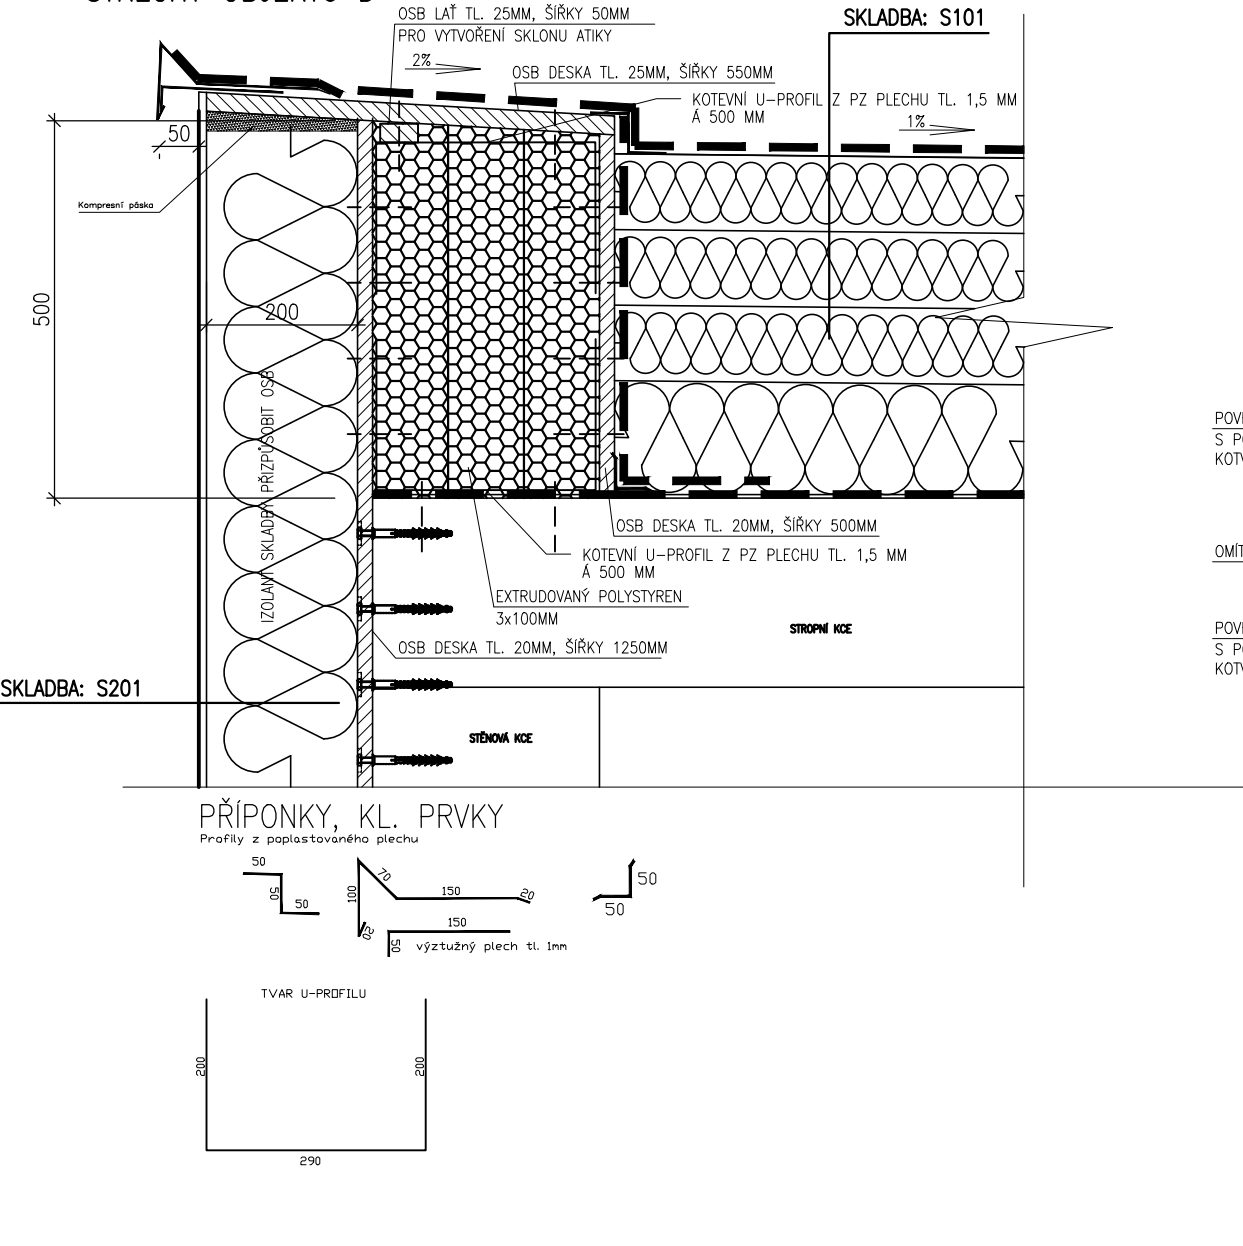 OSB LAŤ TL. 25MM, ŠÍŘKY 50MM
PRO VYTVOŘENÍ SKLONU ATIKY
SKLADBA: S101
2%
OSB DESKA TL. 25MM, ŠÍŘKY 550MM
KOTEVNÍ U-PROFIL Z PZ PLECHU TL. 1,5 MM
Á 500 MM
1%
50
Kompresní páska
500
200
IZOLANT SKLADBY PŘIZPŮSOBIT OSB
OSB DESKA TL. 20MM, ŠÍŘKY 500MM
KOTEVNÍ U-PROFIL Z PZ PLECHU TL. 1,5 MM
Á 500 MM
EXTRUDOVANÝ POLYSTYREN
3x100MM
STROPNÍ KCE
OSB DESKA TL. 20MM, ŠÍŘKY 1250MM
SKLADBA: S201
STĚNOVÁ KCE
PŘÍPONKY, KL. PRVKY
Profily z poplastovaného plechu
50
50
50
70
100
150
20
20
150
50
výztužný plech tl. 1mm
50
50
TVAR U-PROFILU
200
200
290